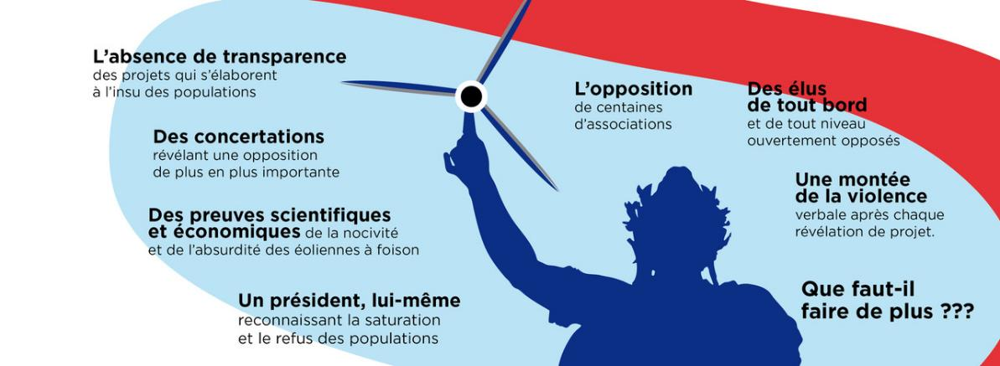 L'absence de transparence
des projets qui s'élaborent
à l'insu des populations
Des concertations
révélant une opposition
de plus en plus importante
Des preuves scientifiques
et économiques de la nocivité
et de l'absurdité des éoliennes à foison
Un président, lui-même
reconnaissant la saturation
et le refus des populations
L'opposition
de centaines
d'associations
Des élus
de tout bord
et de tout niveau
ouvertement opposés
Une montée
de la violence
verbale après chaque
révélation de projet.
Que faut-il
faire de plus ???